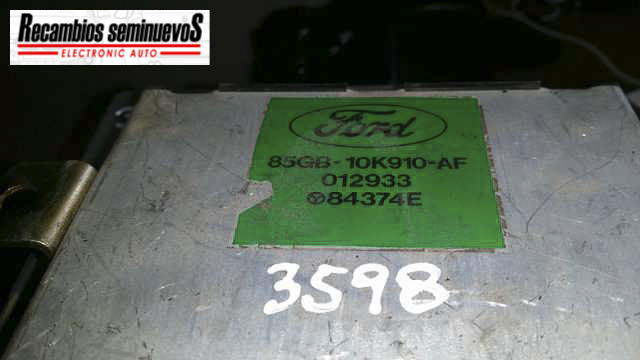 Recambios seminuevoS
ELECTRONIC AUTO
Ford
85GB-10K910-AF
012933
84374E
3598